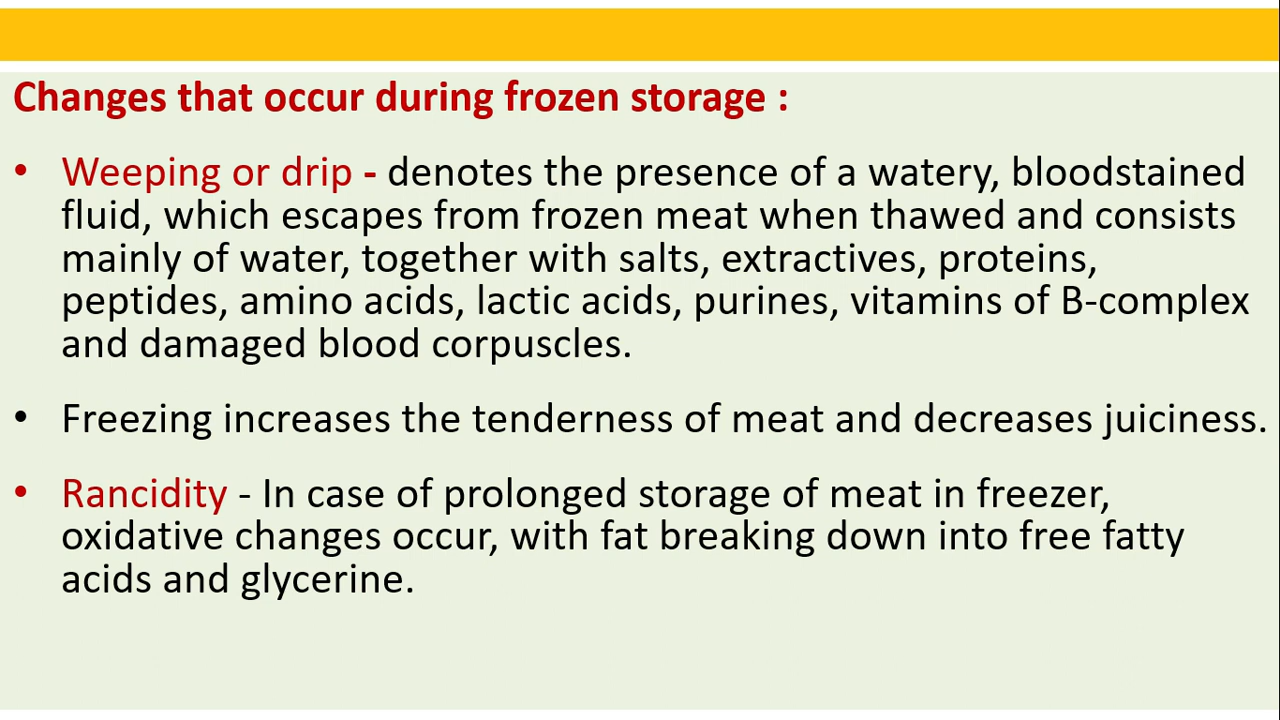 Changes that occur during frozen storage :
• Weeping or drip - denotes the presence of a watery, bloodstained
fluid, which escapes from frozen meat when thawed and consists
mainly of water, together with salts, extractives, proteins,
peptides, amino acids, lactic acids, purines, vitamins of B-complex
and damaged blood corpuscles.
• Freezing increases the tenderness of meat and decreases juiciness.
• Rancidity - In case of prolonged storage of meat in freezer,
oxidative changes occur, with fat breaking down into free fatty
acids and glycerine.